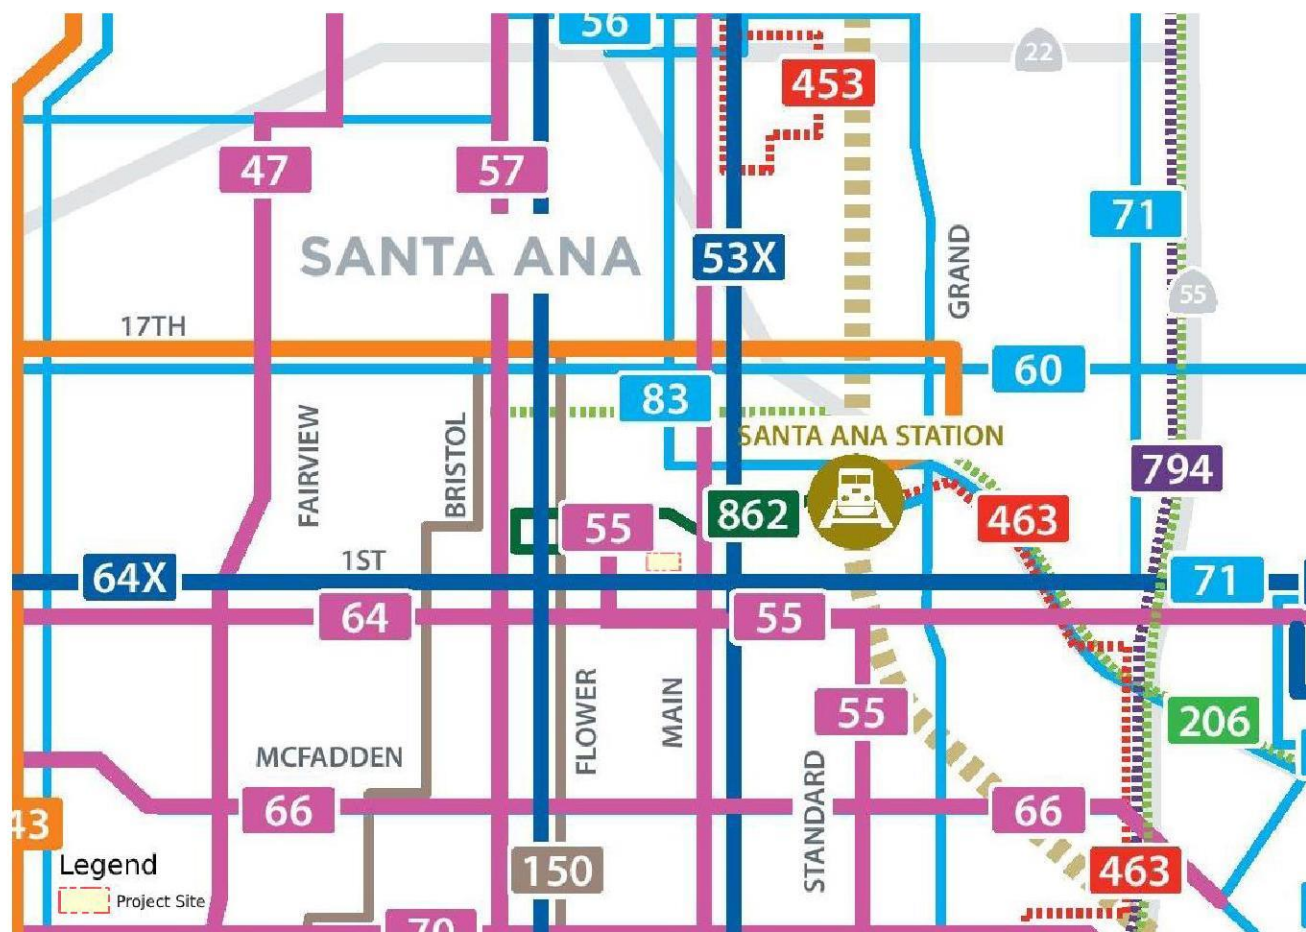 56
22
453
47
57
71
SANTA ANA
53X
GRAND
55
17TH
60
83
FAIRVIEW
BRISTOL
SANTA ANA STATION
794
862
463
55
1ST
64X
71
64
55
FLOWER
MAIN
55
206
MCFADDEN
STANDARD
66
66
43
Legend
150
463
Project Site
70